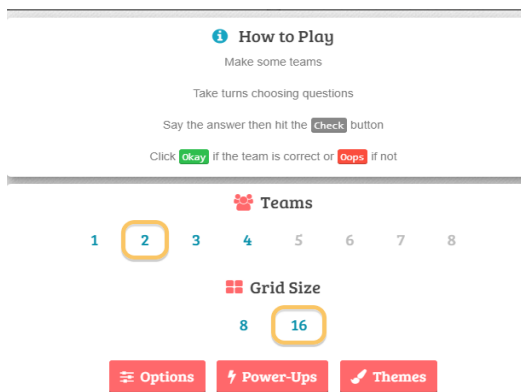 How to Play
Make some teams
Take turns choosing questions
Say the answer then hit the Check button
Click Okay if the team is correct or Oops if not
Teams
1 2 3 4 5 6 7 8
Grid Size
8 16
Options Power-Ups Themes